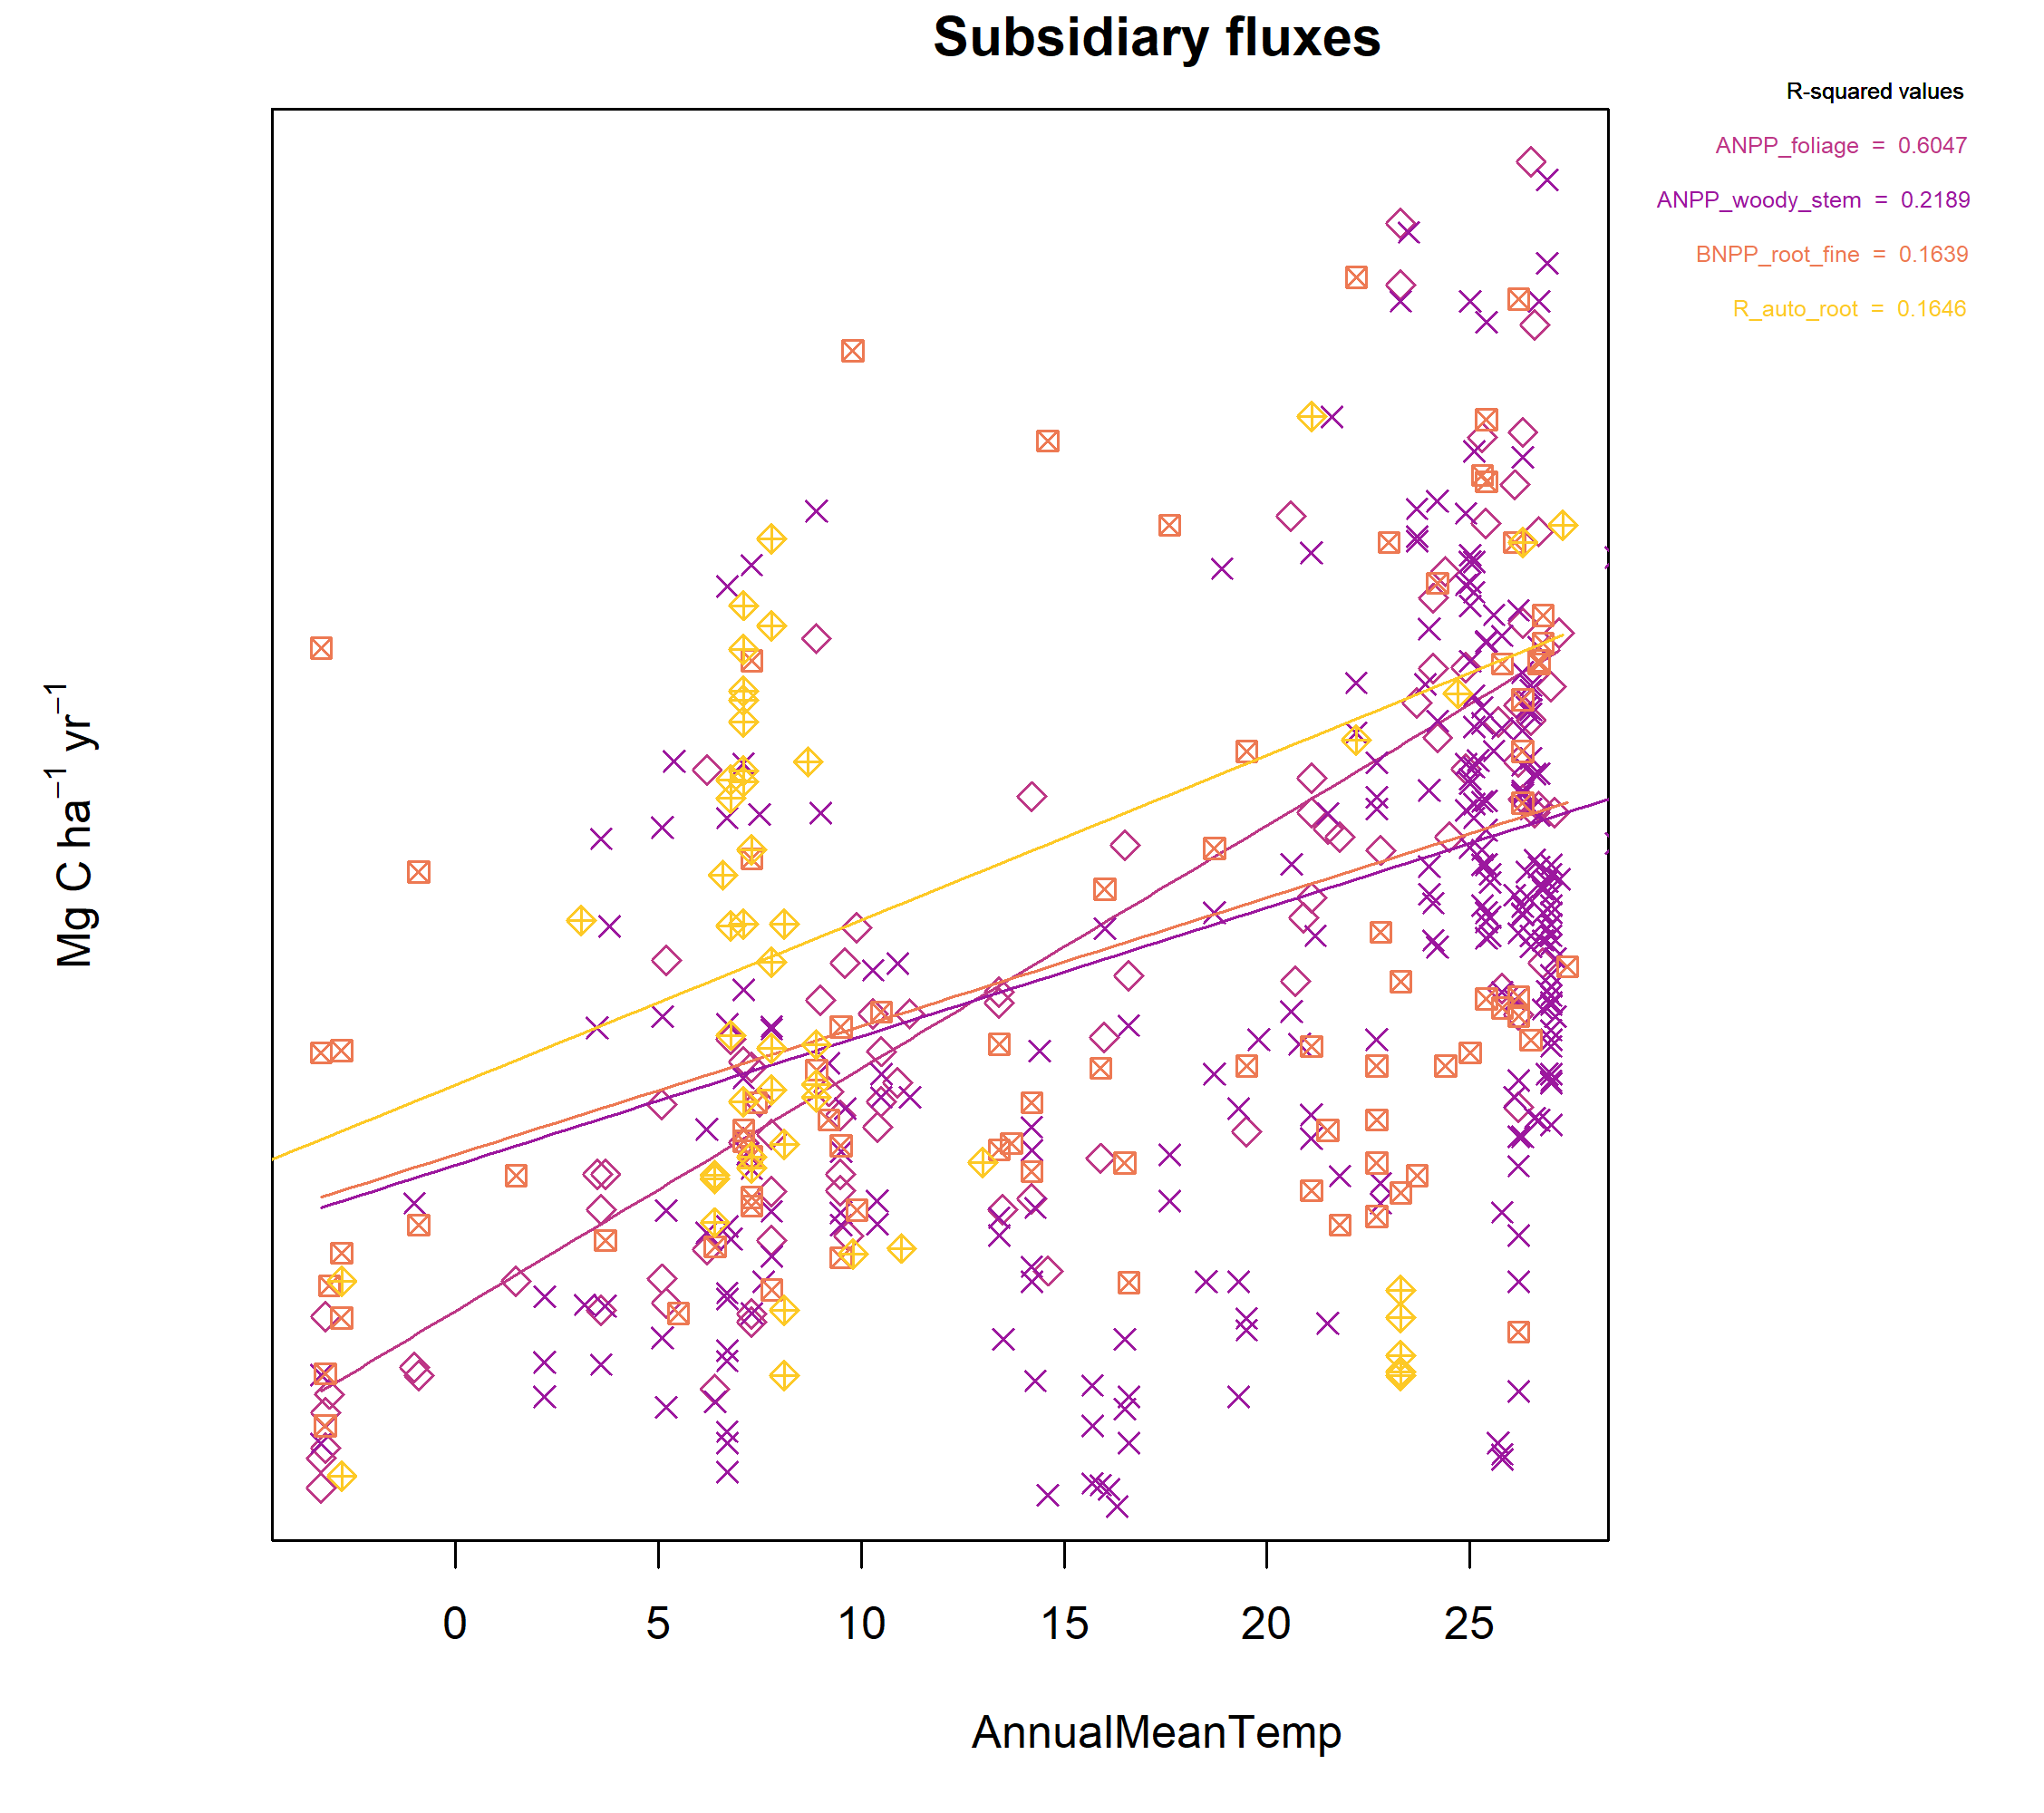 Subsidiary fluxes
R-squared values
ANPP_foliage = 0.6047
ANPP_woody_stem = 0.2189
BNPP_root_fine = 0.1639
R_auto_root = 0.1646
Mg C ha⁻¹ yr⁻¹
0 5 10 15 20 25
AnnualMeanTemp